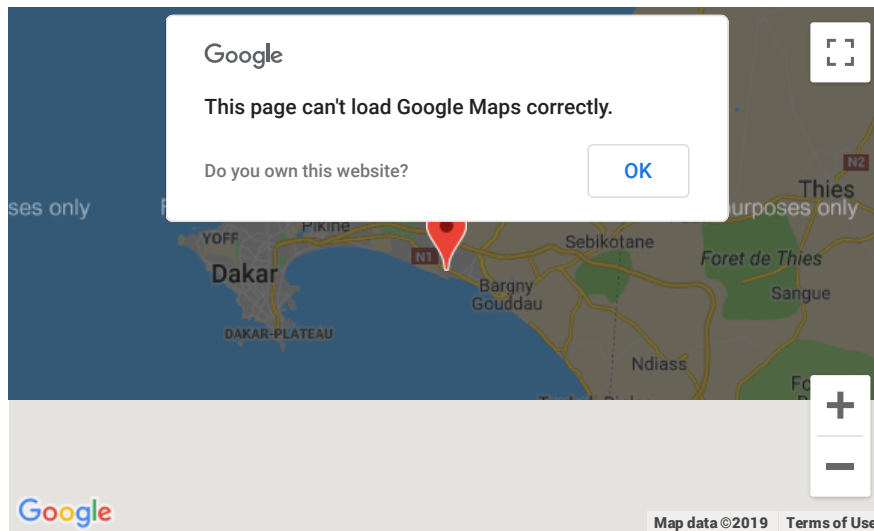 Google
This page can't load Google Maps correctly.
Do you own this website?
OK
N2
Thies
ses only
urposes only
Pikine
YOFF
Sebikotane
N1
Foret de Thies
Dakar
Bargny
Gouddau
Sangue
DAKAR-PLATEAU
Ndiass
Google
Map data ©2019
Terms of Use